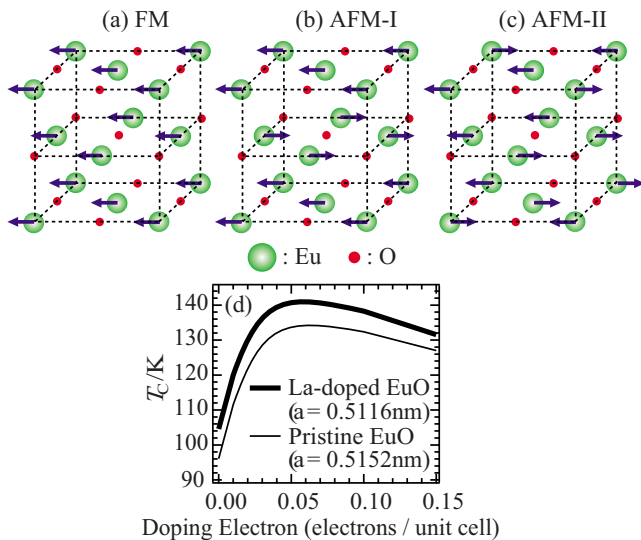 (a) FM
(b) AFM-I
(c) AFM-II
: Eu
: O
(d)
140
130
120
110
100
90
T_C/K
La-doped EuO
(a = 0.5116nm)
Pristine EuO
(a = 0.5152nm)
0.00
0.05
0.10
0.15
Doping Electron (electrons / unit cell)